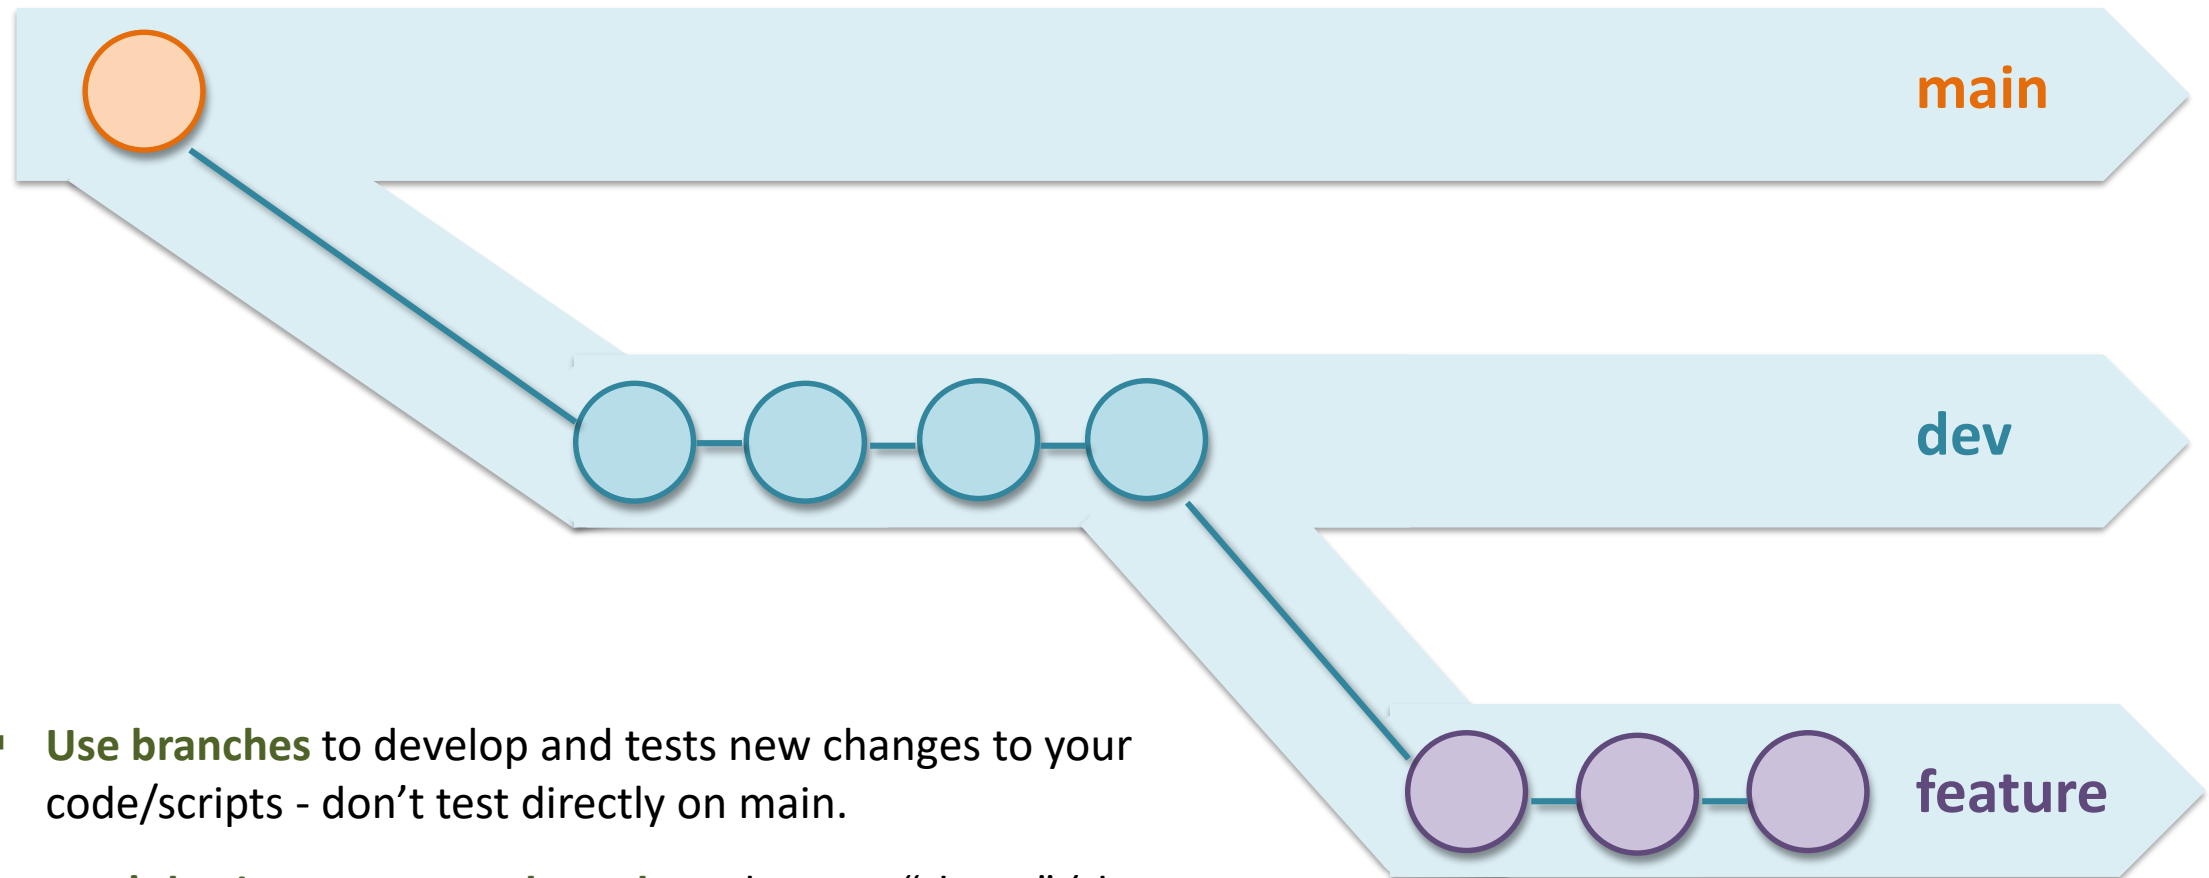 main
dev
Use branches to develop and tests new changes to your
code/scripts - don’t test directly on main.
feature